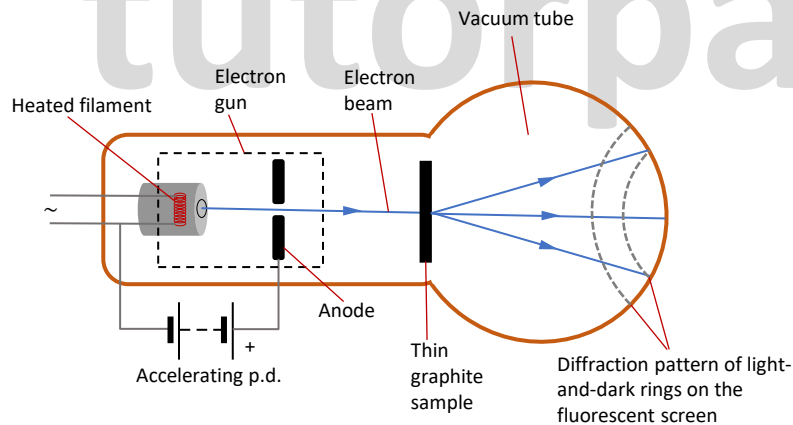 tutorpa
Vacuum tube
Electron
gun
Electron
beam
Heated filament
~
Anode
+
Accelerating p.d.
Thin
graphite
sample
Diffraction pattern of light-
and-dark rings on the
fluorescent screen